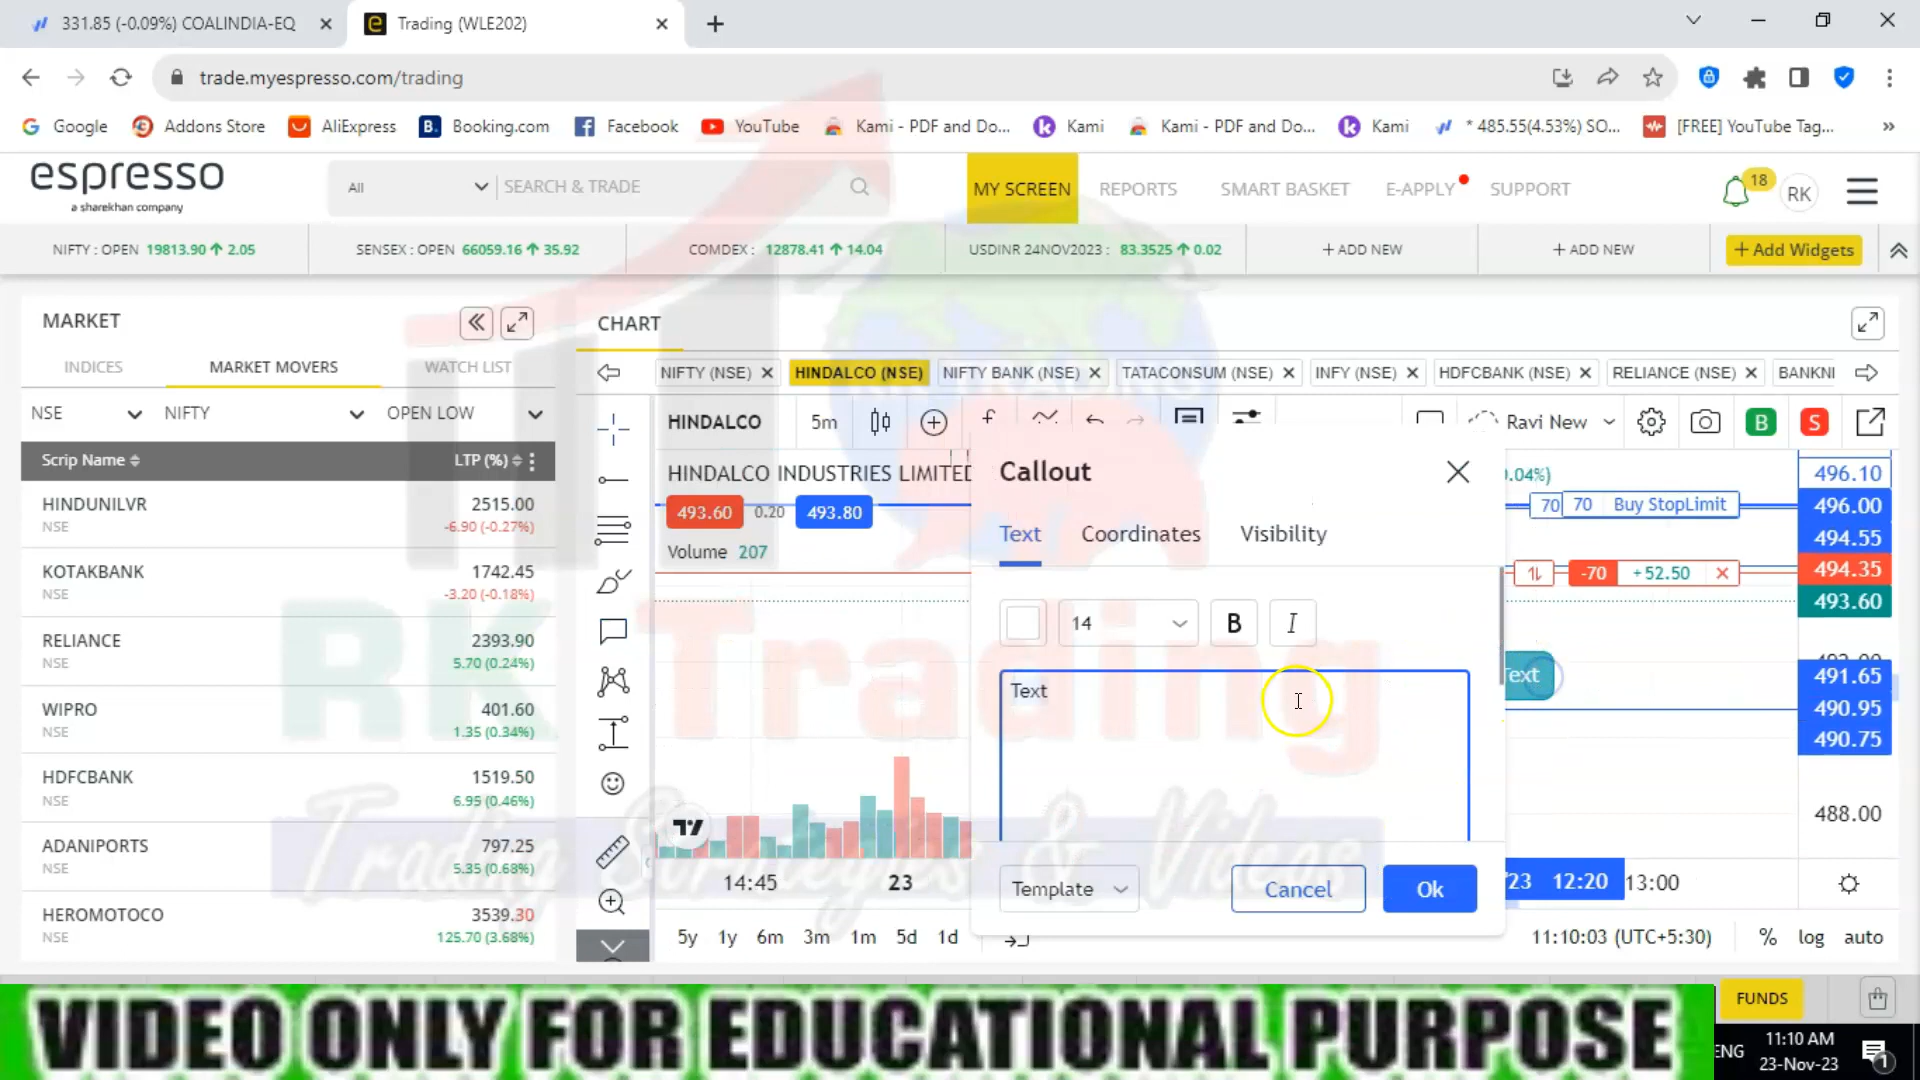 331.85 (-0.09%) COALINDIA-EQ
Trading (WLE202)
trade.myespresso.com/trading
Google Addons Store AliExpress Booking.com Facebook YouTube Kami - PDF and Do... Kami Kami - PDF and Do... Kami * 485.55(4.53%) SO... [FREE] YouTube Tag...
espresso
a sharekhan company
All SEARCH & TRADE
MY SCREEN REPORTS SMART BASKET E-APPLY SUPPORT 18 RK
NIFTY : OPEN 19813.90 2.05 SENSEX : OPEN 66059.16 35.92 COMDEX : 12878.41 14.04 USDINR 24NOV2023 : 83.3525 0.02 + ADD NEW + ADD NEW + Add Widgets
MARKET
INDICES MARKET MOVERS WATCH LIST
NSE NIFTY OPEN LOW
Scrip Name LTP (%)
HINDUNILVR 2515.00
NSE -6.90 (-0.27%)
KOTAKBANK 1742.45
NSE -3.20 (-0.18%)
RELIANCE 2393.90
NSE 5.70 (0.24%)
WIPRO 401.60
NSE 1.35 (0.34%)
HDFCBANK 1519.50
NSE 6.95 (0.46%)
ADANIPORTS 797.25
NSE 5.35 (0.68%)
HEROMOTOCO 3539.30
NSE 125.70 (3.68%)
CHART
NIFTY (NSE) HINDALCO (NSE) NIFTY BANK (NSE) TATACONSUM (NSE) INFY (NSE) HDFCBANK (NSE) RELIANCE (NSE) BANKNI
HINDALCO 5m Ravi New B S
HINDALCO INDUSTRIES LIMITED .04%)
493.60 0.20 493.80
Volume 207
70 70 Buy StopLimit
-70 +52.50
Text
496.10
496.00
494.55
494.35
493.60
491.65
490.95
490.75
488.00
Callout
Text Coordinates Visibility
14 B I
Text
Template Cancel Ok
14:45 23 '23 12:20 13:00
5y 1y 6m 3m 1m 5d 1d 11:10:03 (UTC+5:30) % log auto
RK Trading
Trading Strategies & Videos
VIDEO ONLY FOR EDUCATIONAL PURPOSE
FUNDS
ENG
11:10 AM
23-Nov-23
1